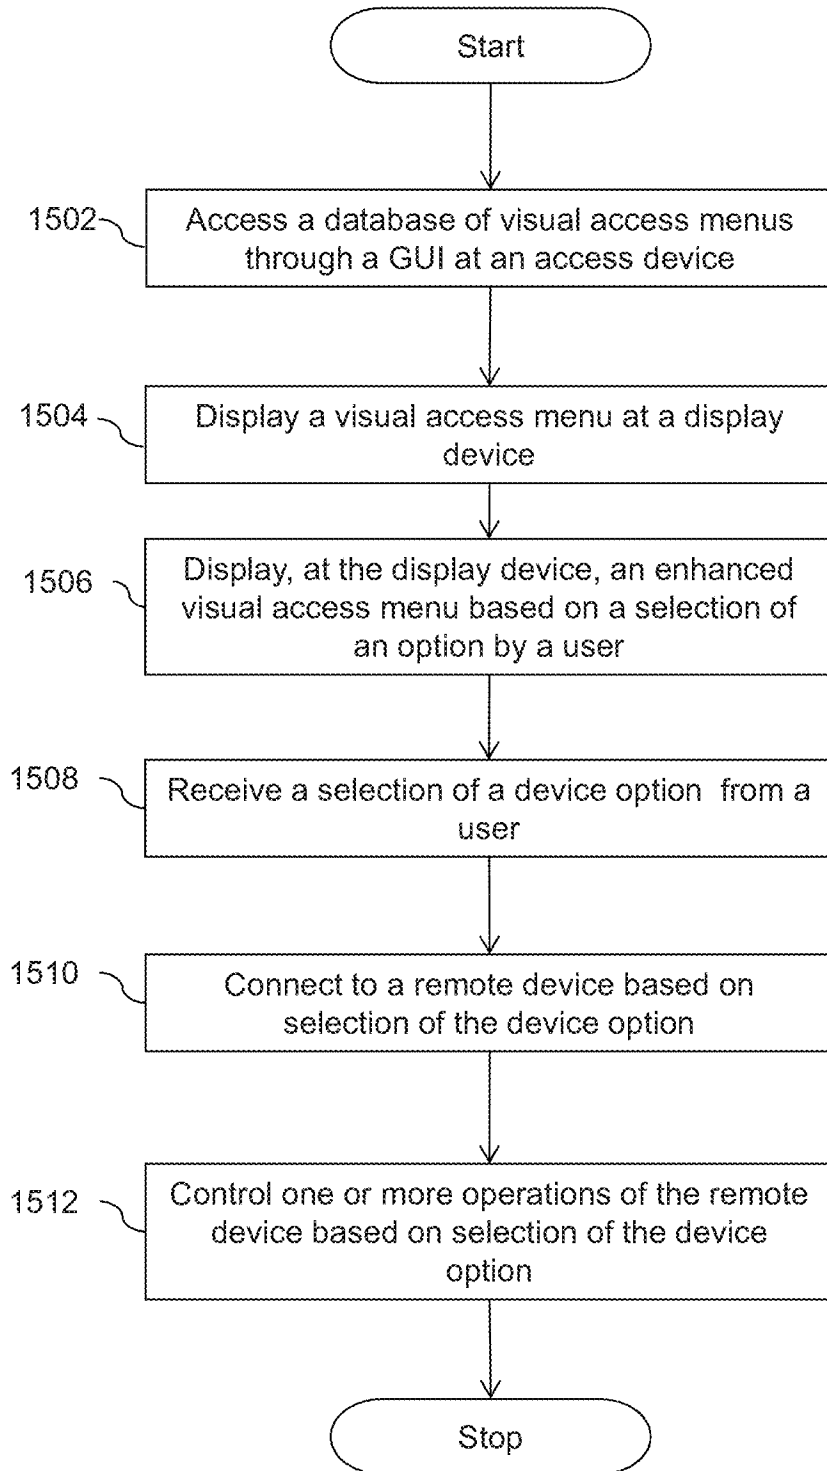 Start
1502
Access a database of visual access menus
through a GUI at an access device
1504
Display a visual access menu at a display
device
1506
Display, at the display device, an enhanced
visual access menu based on a selection of
an option by a user
1508
Receive a selection of a device option from a
user
1510
Connect to a remote device based on
selection of the device option
1512
Control one or more operations of the remote
device based on selection of the device
option
Stop